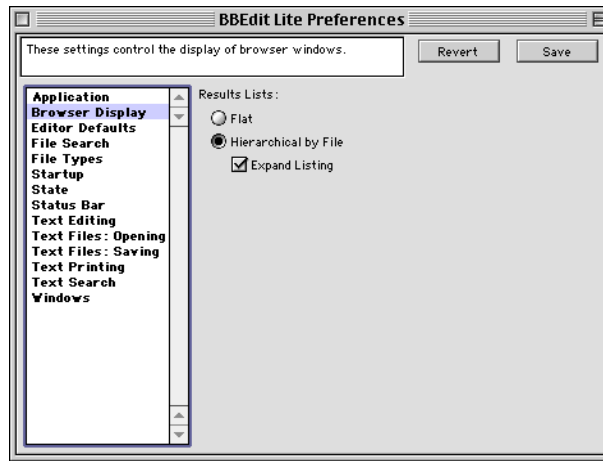 BBEdit Lite Preferences
These settings control the display of browser windows.
Revert
Save
Application
Browser Display
Editor Defaults
File Search
File Types
Startup
State
Status Bar
Text Editing
Text Files: Opening
Text Files: Saving
Text Printing
Text Search
Windows
Results Lists:
Flat
Hierarchical by File
Expand Listing